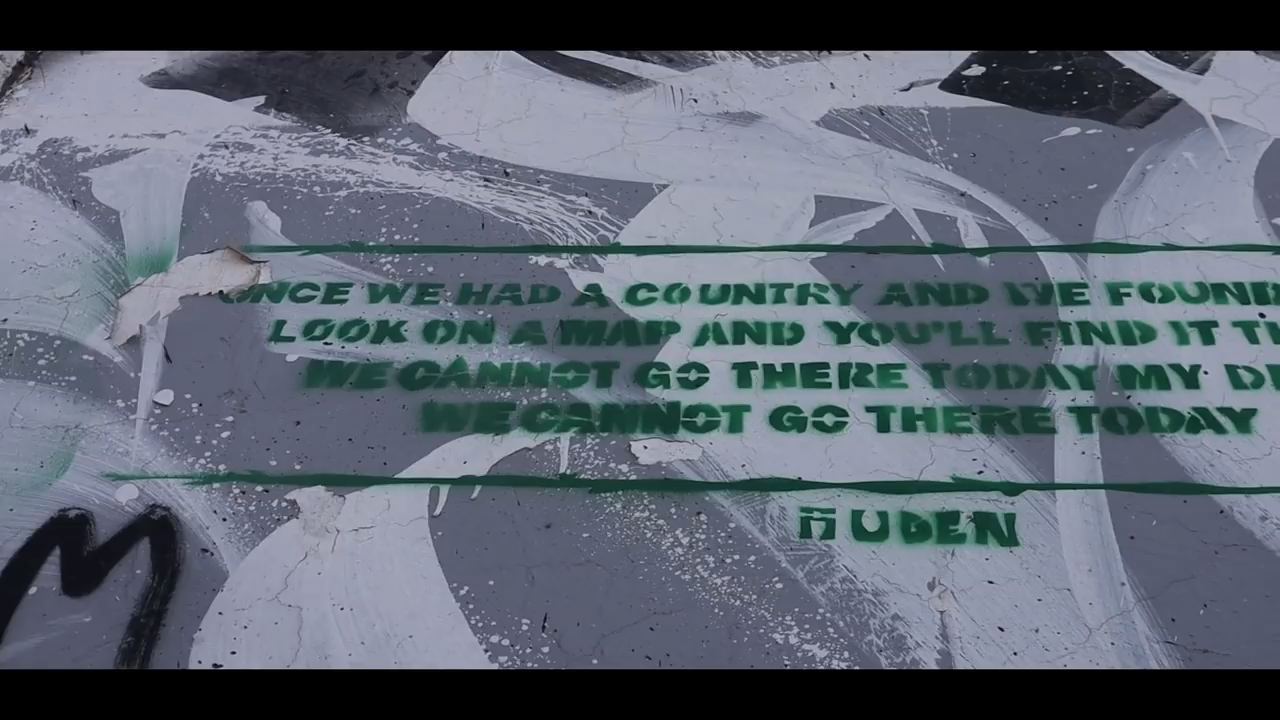 ONCE WE HAD A COUNTRY AND WE FOUND
LOOK ON A MAP AND YOU'LL FIND IT
WE CANNOT GO THERE TODAY MY
WE CANNOT GO THERE TODAY
M